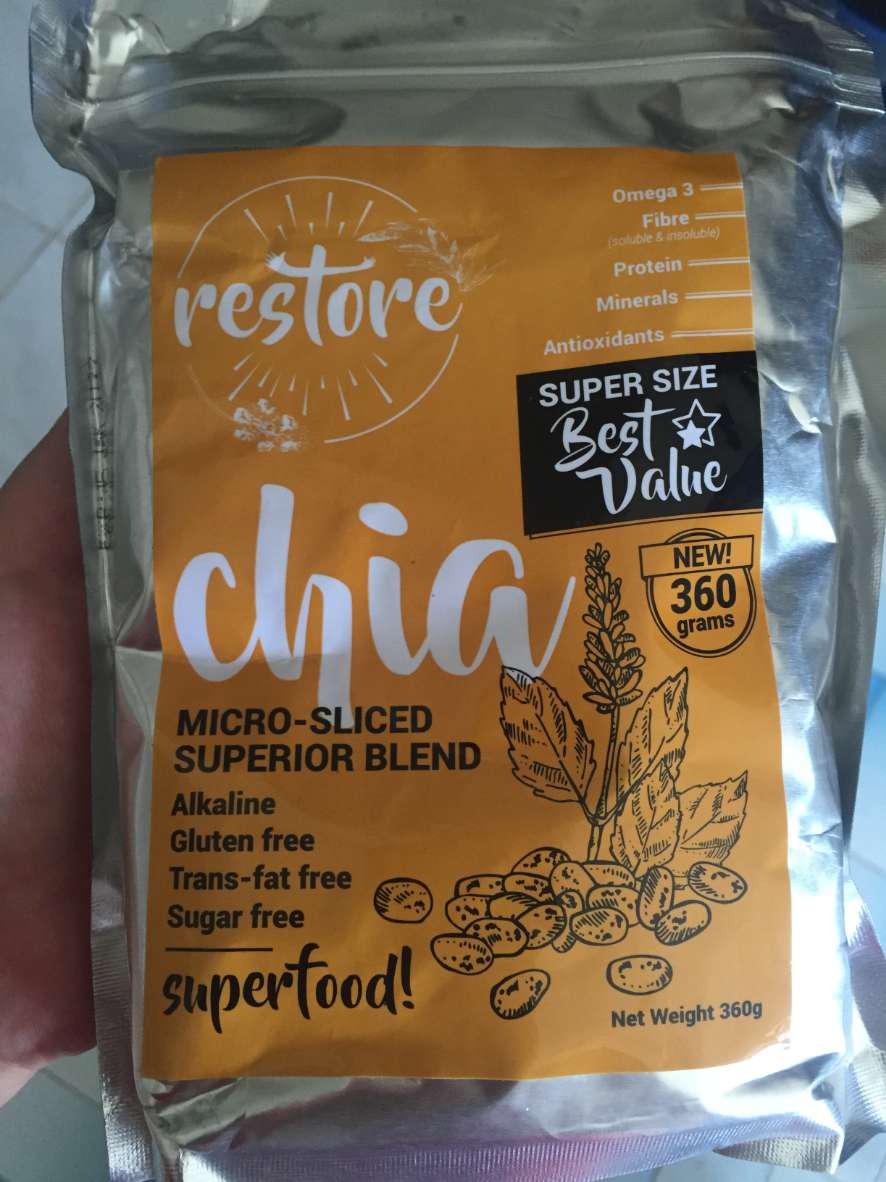 restore
Omega 3
Fibre
(soluble & insoluble)
Protein
Minerals
Antioxidants
SUPER SIZE
Best
Value
NEW!
360
grams
chia
MICRO-SLICED
SUPERIOR BLEND
Alkaline
Gluten free
Trans-fat free
Sugar free
superfood!
Net Weight 360g